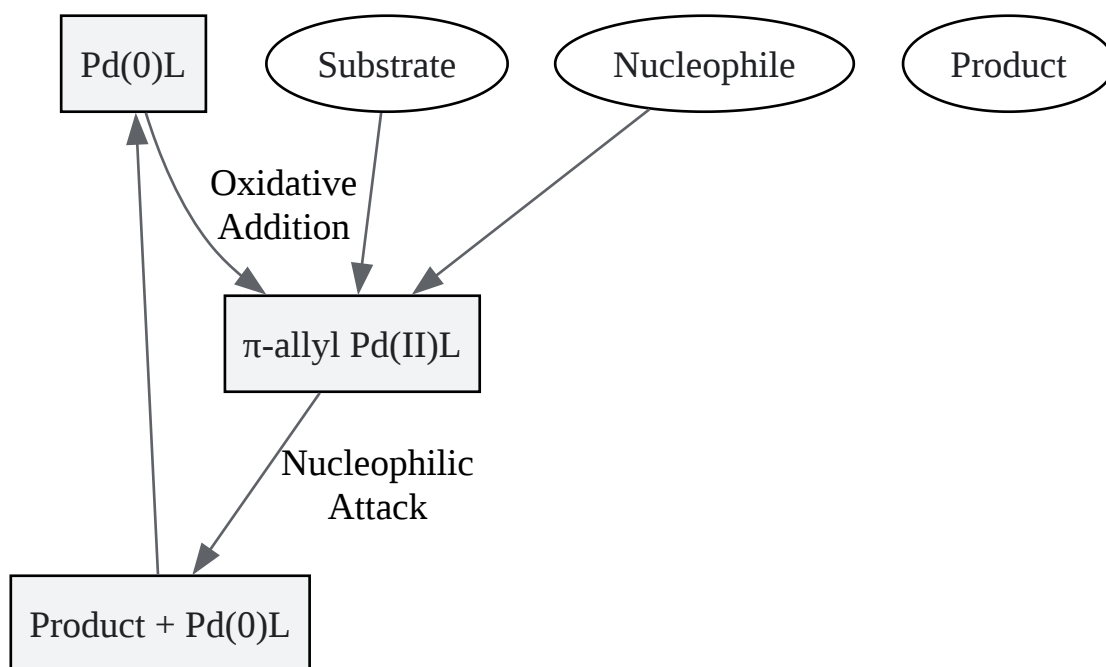 Pd(0)L
Substrate
Nucleophile
Product
Oxidative
Addition
π-allyl Pd(II)L
Nucleophilic
Attack
Product + Pd(0)L